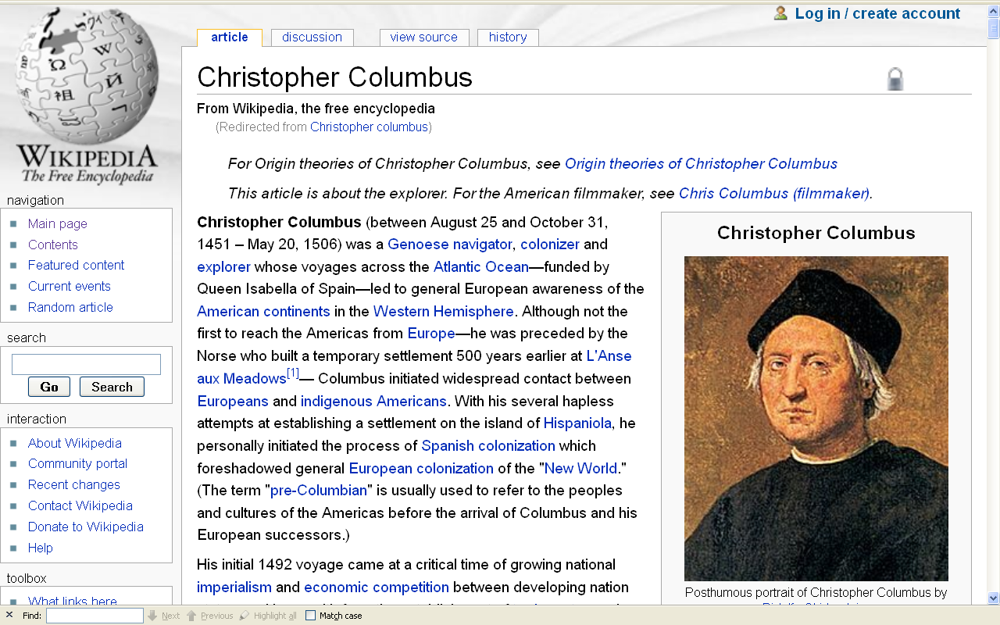 Log in / create account
article discussion view source history
Christopher Columbus
From Wikipedia, the free encyclopedia
(Redirected from Christopher columbus)
For Origin theories of Christopher Columbus, see Origin theories of Christopher Columbus
This article is about the explorer. For the American filmmaker, see Chris Columbus (filmmaker).
WIKIPEDIA
The Free Encyclopedia
navigation
Main page
Contents
Featured content
Current events
Random article
search
Go Search
interaction
About Wikipedia
Community portal
Recent changes
Contact Wikipedia
Donate to Wikipedia
Help
toolbox
What links here
Christopher Columbus (between August 25 and October 31,
1451 – May 20, 1506) was a Genoese navigator, colonizer and
explorer whose voyages across the Atlantic Ocean—funded by
Queen Isabella of Spain—led to general European awareness of the
American continents in the Western Hemisphere. Although not the
first to reach the Americas from Europe—he was preceded by the
Norse who built a temporary settlement 500 years earlier at L'Anse
aux Meadows[1]— Columbus initiated widespread contact between
Europeans and indigenous Americans. With his several hapless
attempts at establishing a settlement on the island of Hispaniola, he
personally initiated the process of Spanish colonization which
foreshadowed general European colonization of the "New World."
(The term "pre-Columbian" is usually used to refer to the peoples
and cultures of the Americas before the arrival of Columbus and his
European successors.)
His initial 1492 voyage came at a critical time of growing national
imperialism and economic competition between developing nation
Christopher Columbus
Posthumous portrait of Christopher Columbus by
Find: Next Previous Highlight all Match case